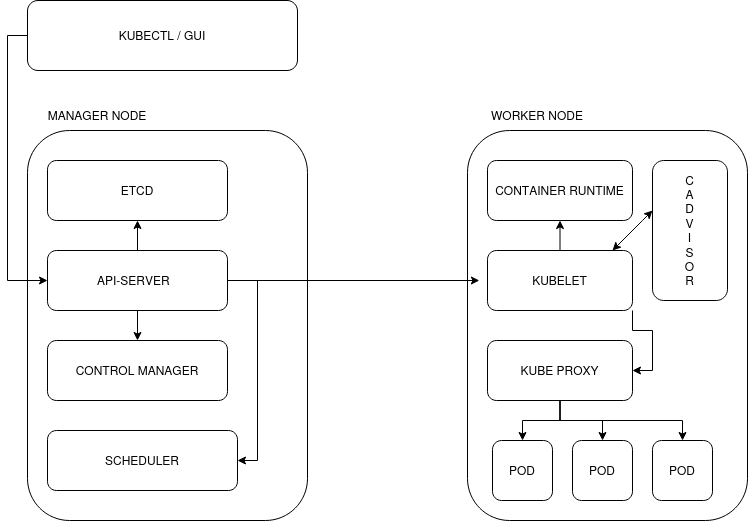 KUBECTL / GUI
MANAGER NODE
ETCD
API-SERVER
CONTROL MANAGER
SCHEDULER
WORKER NODE
CONTAINER RUNTIME
C
A
D
V
I
S
O
R
KUBELET
KUBE PROXY
POD
POD
POD